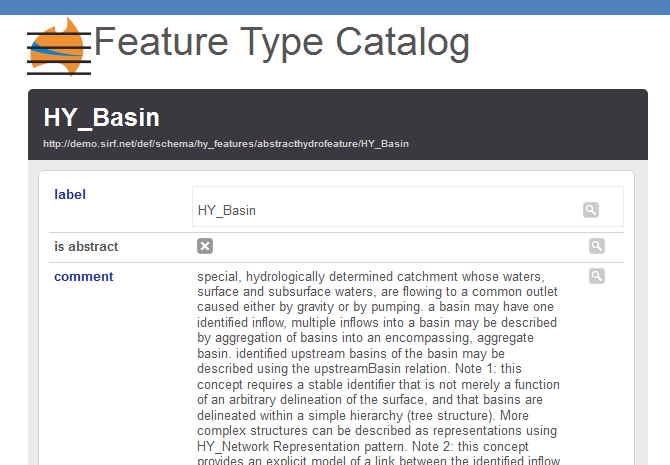 Feature Type Catalog
HY_Basin
http://demo.sirf.net/def/schema/hy_features/abstracthydrofeature/HY_Basin
label
HY_Basin
is abstract
comment
special, hydrologically determined catchment whose waters,
surface and subsurface waters, are flowing to a common outlet
caused either by gravity or by pumping. a basin may have one
identified inflow, multiple inflows into a basin may be described
by aggregation of basins into an encompassing, aggregate
basin. identified upstream basins of the basin may be
described using the upstreamBasin relation. Note 1: this
concept requires a stable identifier that is not merely a function
of an arbitrary delineation of the surface, and that basins are
delineated within a simple hierarchy (tree structure). More
complex structures can be described as representations using
HY_Network Representation pattern. Note 2: this concept
provides an explicit model of a link between the identified inflow